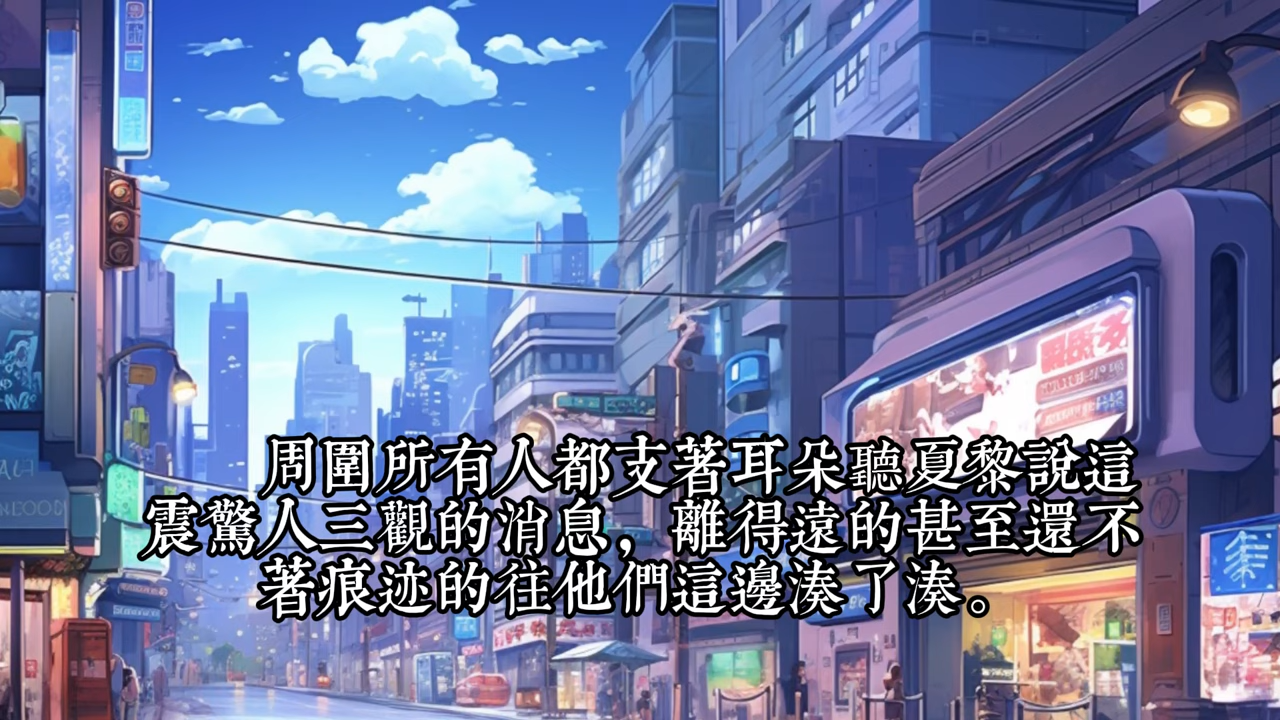 周圍所有人都支著耳朵聽夏黎說這
震驚人三觀的消息，離得遠的甚至還不
著痕迹的往他們這邊湊了湊。